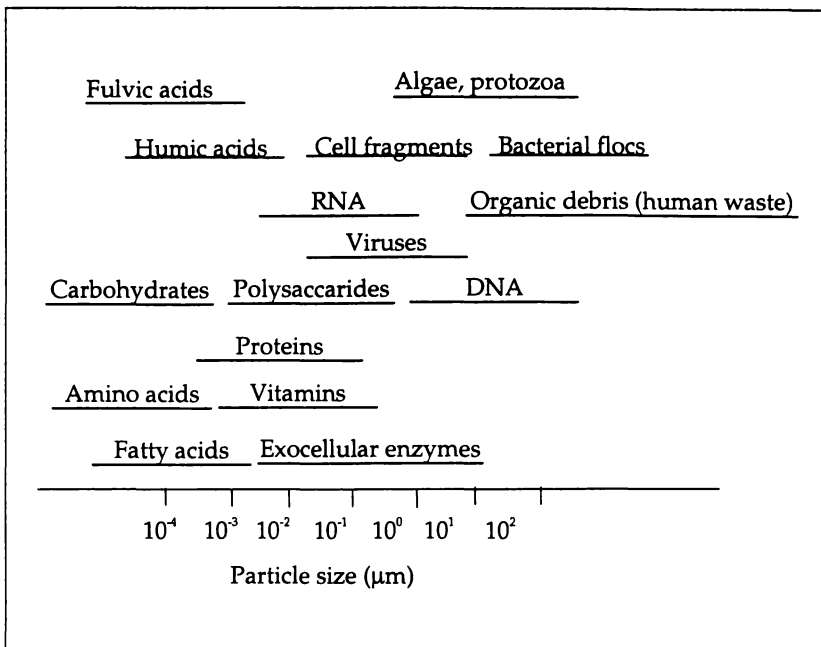 Fulvic acids Algae, protozoa
Humic acids Cell fragments Bacterial flocs
RNA Organic debris (human waste)
Viruses
Carbohydrates Polysaccarides DNA
Proteins
Amino acids Vitamins
Fatty acids Exocellular enzymes
10⁻⁴ 10⁻³ 10⁻² 10⁻¹ 10⁰ 10¹ 10²
Particle size (μm)